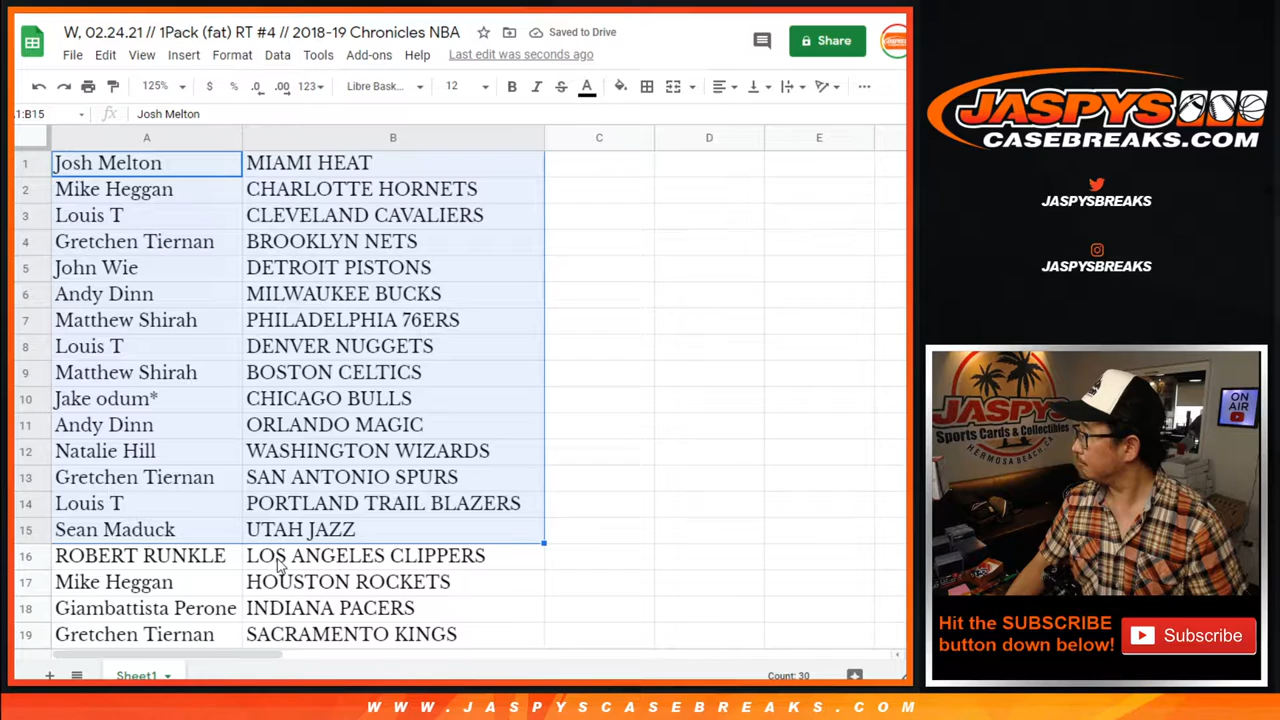 W, 02.24.21 // 1Pack (fat) RT #4 // 2018-19 Chronicles NBA
Saved to Drive
Share
File Edit View Insert Format Data Tools Add-ons Help Last edit was seconds ago
125% $ % .0 .00 123 Libre Bask... 12 B I S A
1:B15 fx Josh Melton
A B C D E
1 Josh Melton MIAMI HEAT
2 Mike Heggan CHARLOTTE HORNETS
3 Louis T CLEVELAND CAVALIERS
4 Gretchen Tiernan BROOKLYN NETS
5 John Wie DETROIT PISTONS
6 Andy Dinn MILWAUKEE BUCKS
7 Matthew Shirah PHILADELPHIA 76ERS
8 Louis T DENVER NUGGETS
9 Matthew Shirah BOSTON CELTICS
10 Jake odum* CHICAGO BULLS
11 Andy Dinn ORLANDO MAGIC
12 Natalie Hill WASHINGTON WIZARDS
13 Gretchen Tiernan SAN ANTONIO SPURS
14 Louis T PORTLAND TRAIL BLAZERS
15 Sean Maduck UTAH JAZZ
16 ROBERT RUNKLE LOS ANGELES CLIPPERS
17 Mike Heggan HOUSTON ROCKETS
18 Giambattista Perone INDIANA PACERS
19 Gretchen Tiernan SACRAMENTO KINGS
Sheet1
Count: 30
JASPYS
CASEBREAKS.COM
JASPYSBREAKS
JASPYSBREAKS
JASPYS
Sports Cards & Collectibles
HERMOSA BEACH, CA
ON
AIR
Hit the SUBSCRIBE
button down below!
Subscribe
WWW.JASPYSCASEBREAKS.COM